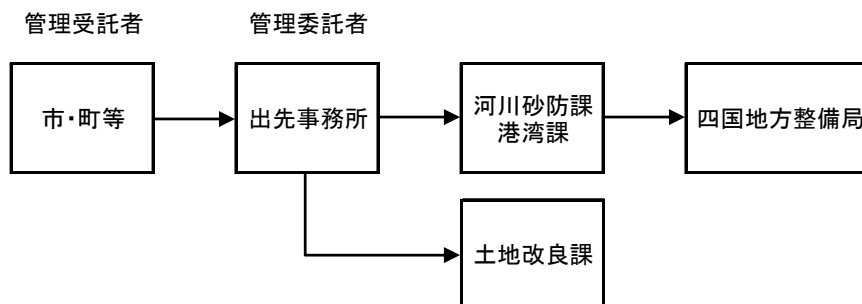 管理受託者
管理委託者
市・町等
出先事務所
河川砂防課
港湾課
四国地方整備局
土地改良課